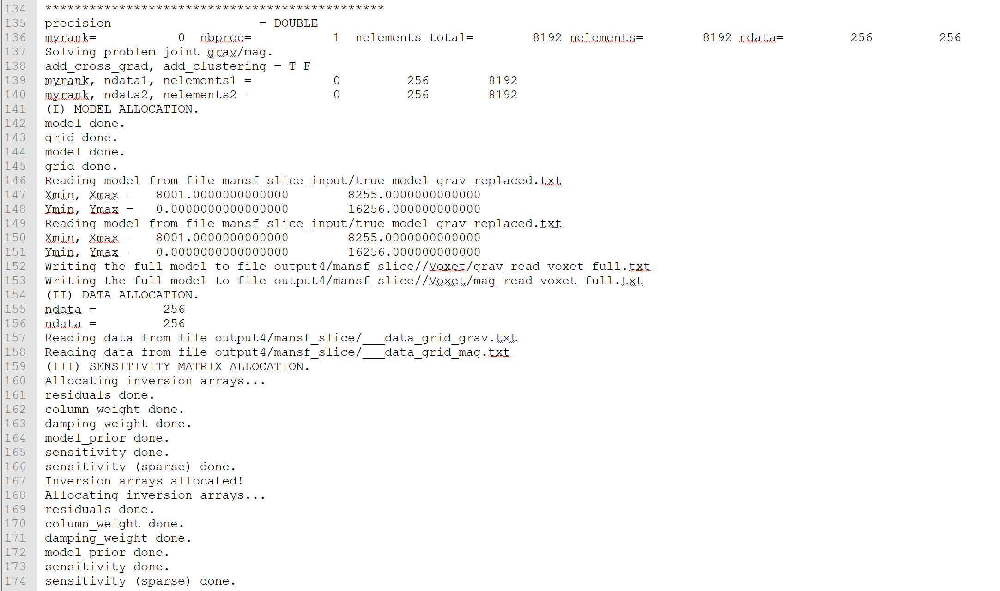 134 **********************************************
135 precision = DOUBLE
136 myrank= 0 nbproc= 1 nelements_total= 8192 nelements= 8192 ndata= 256 256
137 Solving problem joint grav/mag.
138 add_cross_grad, add_clustering = T F
139 myrank, ndata1, nelements1 = 0 256 8192
140 myrank, ndata2, nelements2 = 0 256 8192
141 (I) MODEL ALLOCATION.
142 model done.
143 grid done.
144 model done.
145 grid done.
146 Reading model from file mansf_slice_input/true_model_grav_replaced.txt
147 Xmin, Xmax = 8001.0000000000000 8255.0000000000000
148 Ymin, Ymax = 0.0000000000000000 16256.000000000000
149 Reading model from file mansf_slice_input/true_model_grav_replaced.txt
150 Xmin, Xmax = 8001.0000000000000 8255.0000000000000
151 Ymin, Ymax = 0.0000000000000000 16256.000000000000
152 Writing the full model to file output4/mansf_slice//Voxet/grav_read_voxet_full.txt
153 Writing the full model to file output4/mansf_slice//Voxet/mag_read_voxet_full.txt
154 (II) DATA ALLOCATION.
155 ndata = 256
156 ndata = 256
157 Reading data from file output4/mansf_slice/___data_grid_grav.txt
158 Reading data from file output4/mansf_slice/___data_grid_mag.txt
159 (III) SENSITIVITY MATRIX ALLOCATION.
160 Allocating inversion arrays...
161 residuals done.
162 column_weight done.
163 damping_weight done.
164 model_prior done.
165 sensitivity done.
166 sensitivity (sparse) done.
167 Inversion arrays allocated!
168 Allocating inversion arrays...
169 residuals done.
170 column_weight done.
171 damping_weight done.
172 model_prior done.
173 sensitivity done.
174 sensitivity (sparse) done.